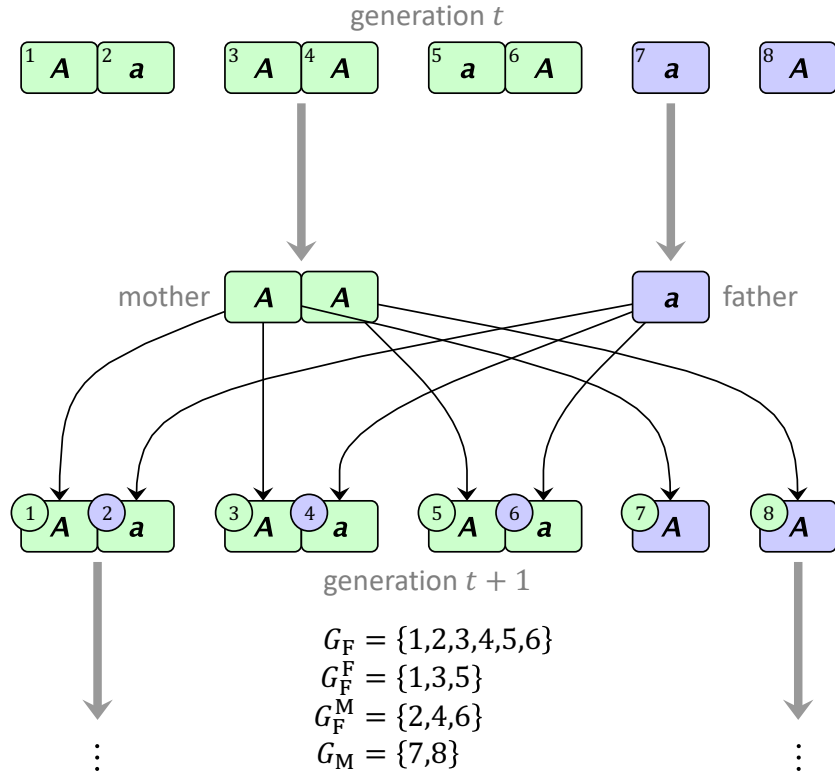 generation t
1 A 2 a 3 A 4 A 5 a 6 A 7 a 8 A
mother A A a father
1 A 2 a 3 A 4 a 5 A 6 a 7 A 8 A
generation t + 1
G_F = {1,2,3,4,5,6}
G_F^F = {1,3,5}
G_F^M = {2,4,6}
G_M = {7,8}
⋮ ⋮